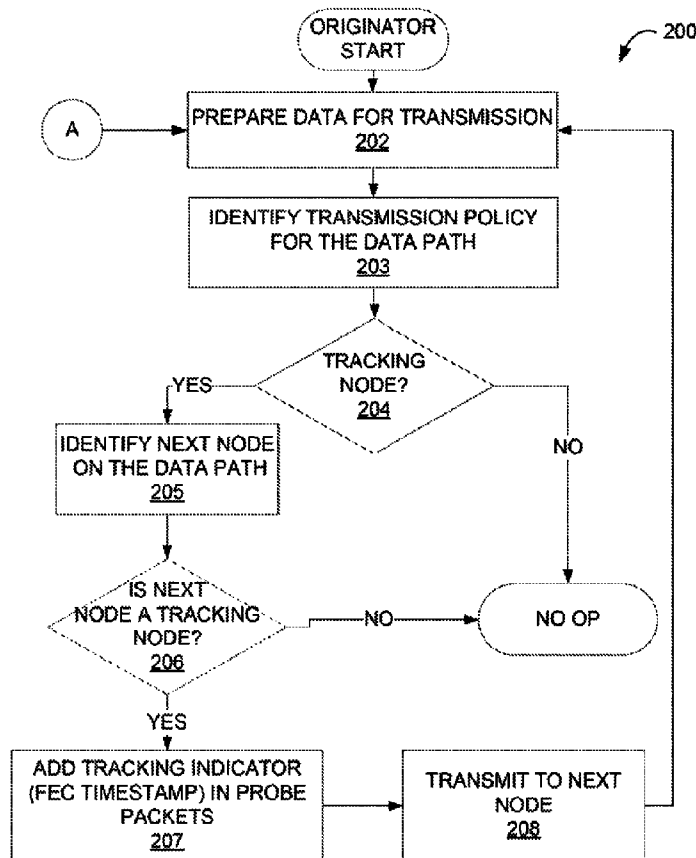 ORIGINATOR
START
200
A
PREPARE DATA FOR TRANSMISSION
202
IDENTIFY TRANSMISSION POLICY
FOR THE DATA PATH
203
TRACKING
NODE?
204
YES
NO
IDENTIFY NEXT NODE
ON THE DATA PATH
205
IS NEXT
NODE A TRACKING
NODE?
206
NO
NO OP
YES
ADD TRACKING INDICATOR
(FEC TIMESTAMP) IN PROBE
PACKETS
207
TRANSMIT TO NEXT
NODE
208